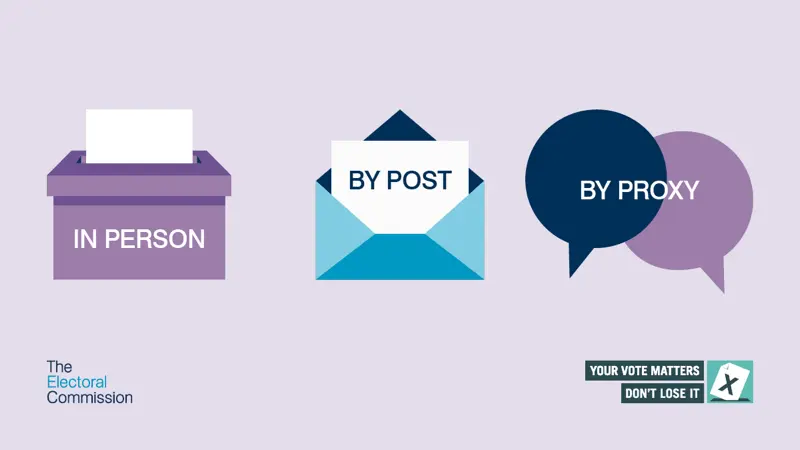 IN PERSON
BY POST
BY PROXY
The
Electoral
Commission
YOUR VOTE MATTERS
DON'T LOSE IT
X